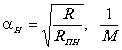 α_н = √(R / R_ПН), 1/М